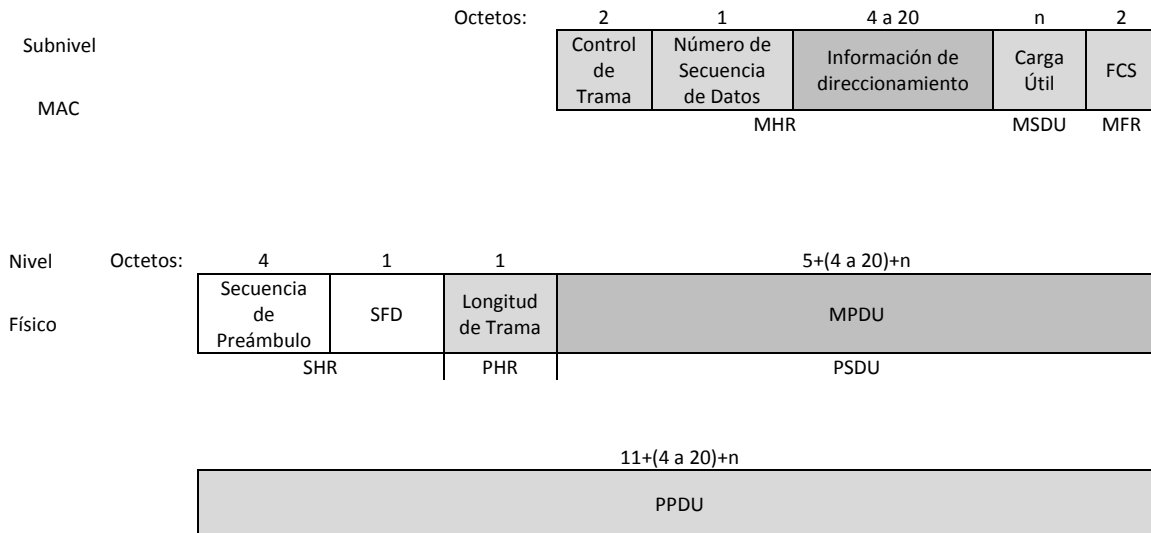 Octetos: 2 1 4 a 20 n 2
Subnivel
MAC
Control de Trama
Número de Secuencia de Datos
Información de direccionamiento
Carga Útil
FCS
MHR MSDU MFR
Nivel
Físico
Octetos: 4 1 1 5+(4 a 20)+n
Secuencia de Preámbulo
SFD
Longitud de Trama
MPDU
SHR PHR PSDU
11+(4 a 20)+n
PPDU